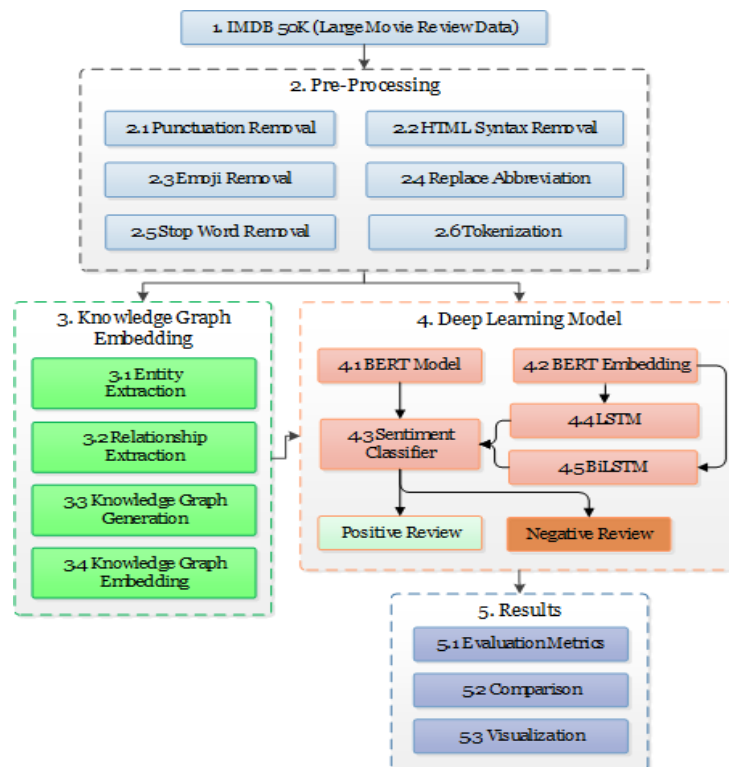 1. IMDB 50K (Large Movie Review Data)
2. Pre-Processing
2.1 Punctuation Removal
2.2 HTML Syntax Removal
2.3 Emoji Removal
2.4 Replace Abbreviation
2.5 Stop Word Removal
2.6 Tokenization
3. Knowledge Graph
Embedding
3.1 Entity
Extraction
3.2 Relationship
Extraction
3.3 Knowledge Graph
Generation
3.4 Knowledge Graph
Embedding
4. Deep Learning Model
4.1 BERT Model
4.2 BERT Embedding
4.3 Sentiment
Classifier
4.4 LSTM
4.5 BiLSTM
Positive Review
Negative Review
5. Results
5.1 Evaluation Metrics
5.2 Comparison
5.3 Visualization